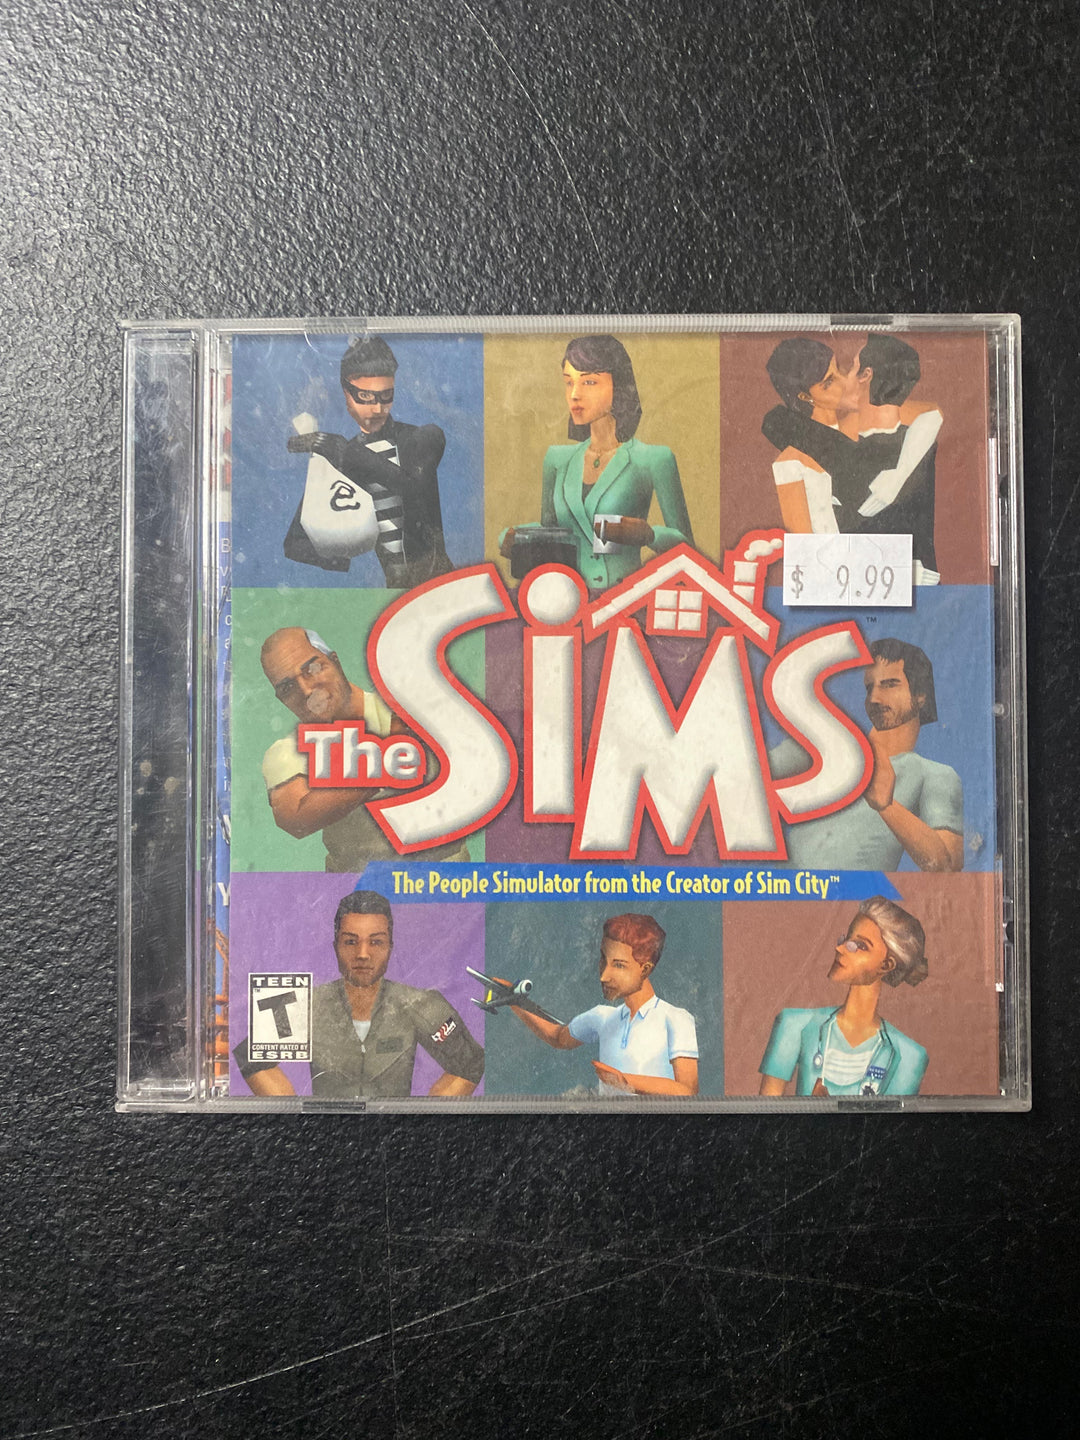 $ 9.99
The Sims
™
The People Simulator from the Creator of Sim City™
TEEN
T
CONTENT RATED BY
ESRB